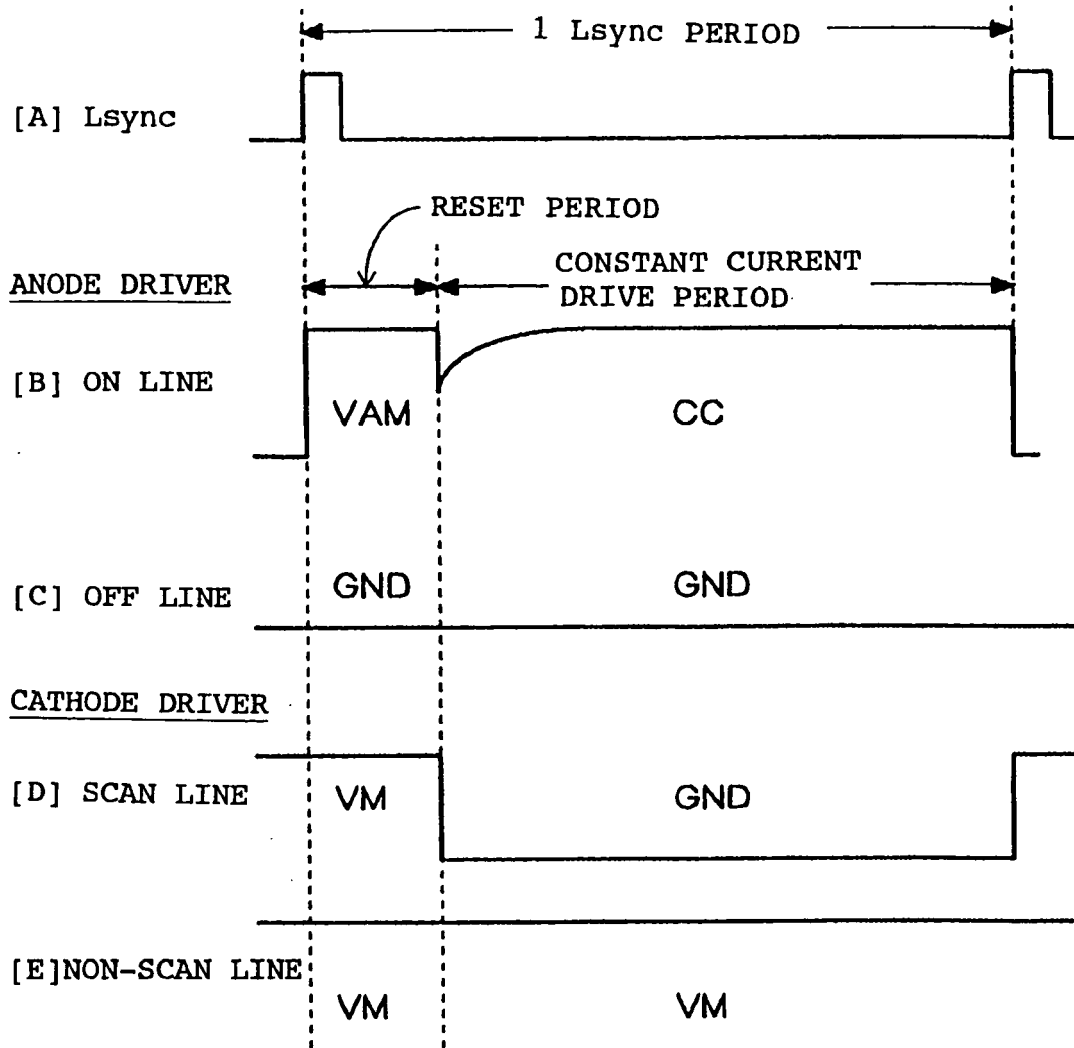 1 Lsync PERIOD
[A] Lsync
RESET PERIOD
ANODE DRIVER
CONSTANT CURRENT
DRIVE PERIOD
[B] ON LINE
VAM
CC
[C] OFF LINE
GND
GND
CATHODE DRIVER
[D] SCAN LINE
VM
GND
[E]NON-SCAN LINE
VM
VM